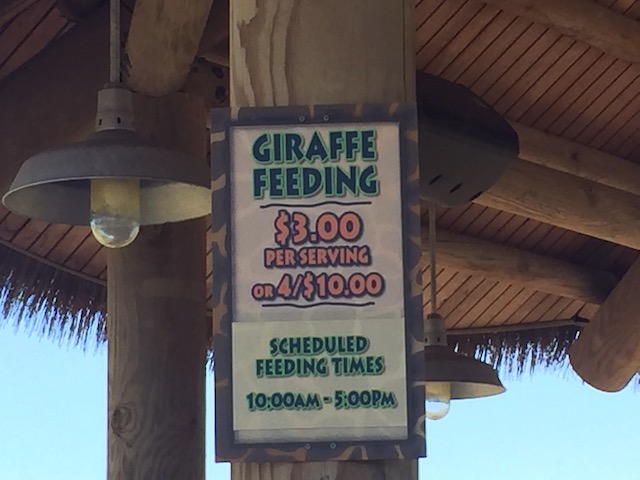 GIRAFFE
FEEDING
$3.00
PER SERVING
OR 4/$10.00
SCHEDULED
FEEDING TIMES
10:00AM - 5:00PM